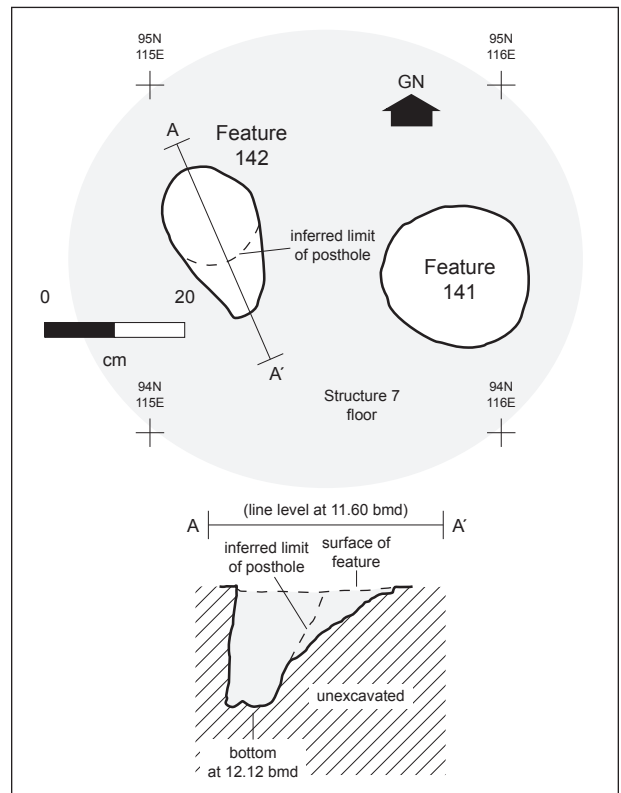 95N
115E
95N
116E
GN
A
Feature
142
inferred limit
of posthole
Feature
141
0 20
cm
A′
94N
115E
Structure 7
floor
94N
116E
A (line level at 11.60 bmd) A′
inferred limit
of posthole
surface of
feature
unexcavated
bottom
at 12.12 bmd